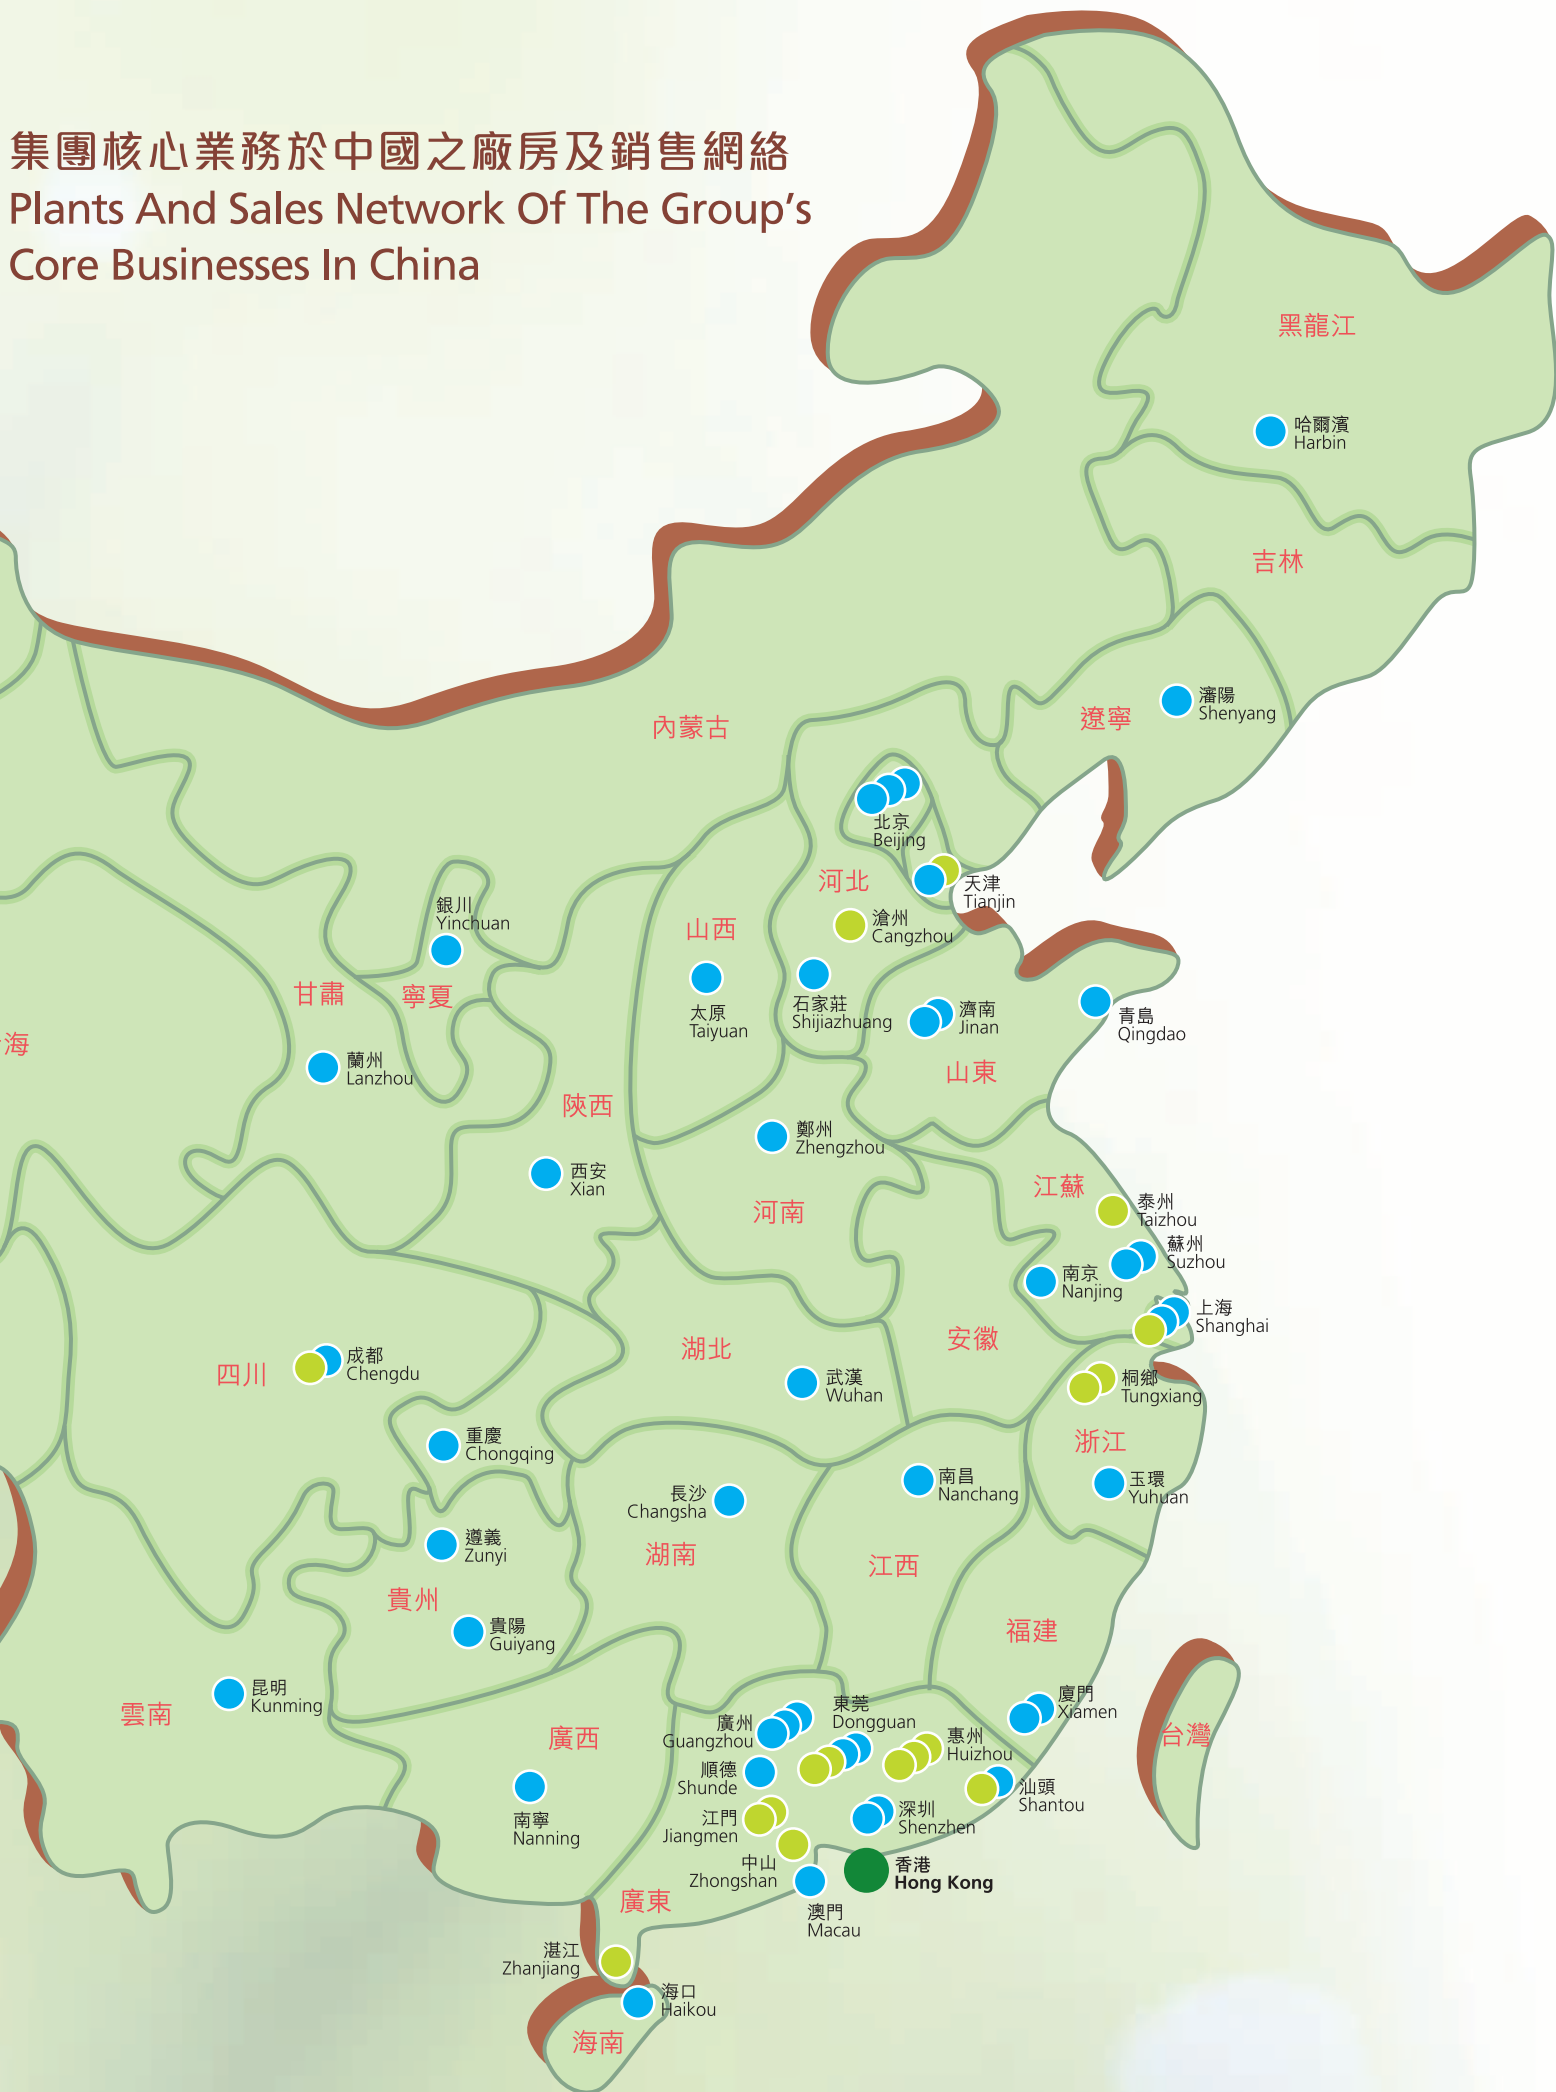 集團核心業務於中國之廠房及銷售網絡
Plants And Sales Network Of The Group's
Core Businesses In China
黑龍江
哈爾濱
Harbin
吉林
瀋陽
Shenyang
遼寧
內蒙古
北京
Beijing
河北
天津
Tianjin
滄州
Cangzhou
銀川
Yinchuan
山西
甘肅
寧夏
太原
Taiyuan
石家莊
Shijiazhuang
濟南
Jinan
青島
Qingdao
海
蘭州
Lanzhou
山東
陝西
鄭州
Zhengzhou
西安
Xian
江蘇
泰州
Taizhou
河南
蘇州
Suzhou
南京
Nanjing
上海
Shanghai
安徽
湖北
四川
成都
Chengdu
武漢
Wuhan
桐鄉
Tungxiang
重慶
Chongqing
浙江
南昌
Nanchang
玉環
Yuhuan
長沙
Changsha
遵義
Zunyi
湖南
江西
貴州
貴陽
Guiyang
福建
昆明
Kunming
雲南
廈門
Xiamen
東莞
Dongguan
廣州
Guangzhou
廣西
惠州
Huizhou
台灣
順德
Shunde
汕頭
Shantou
南寧
Nanning
江門
Jiangmen
深圳
Shenzhen
中山
Zhongshan
香港
Hong Kong
廣東
澳門
Macau
湛江
Zhanjiang
海口
Haikou
海南